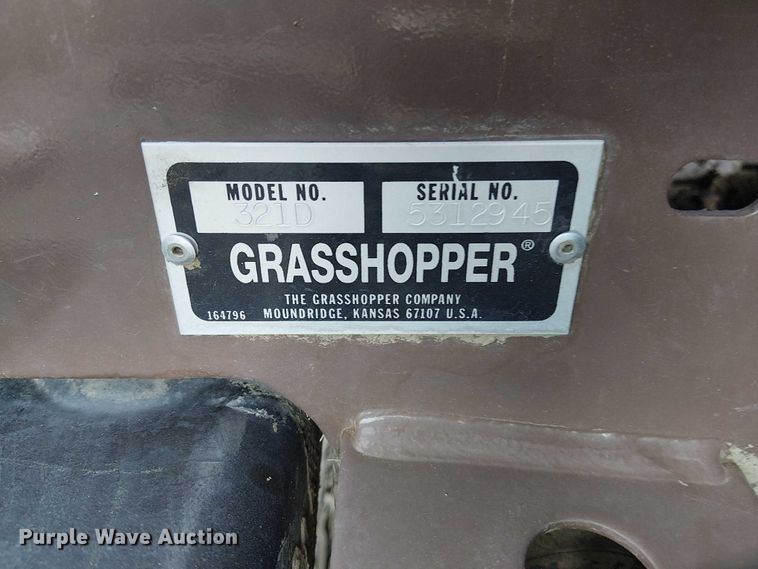 MODEL NO. SERIAL NO.
321D 5312945
GRASSHOPPER®
THE GRASSHOPPER COMPANY
164796 MOUNDRIDGE, KANSAS 67107 U.S.A.
Purple Wave Auction